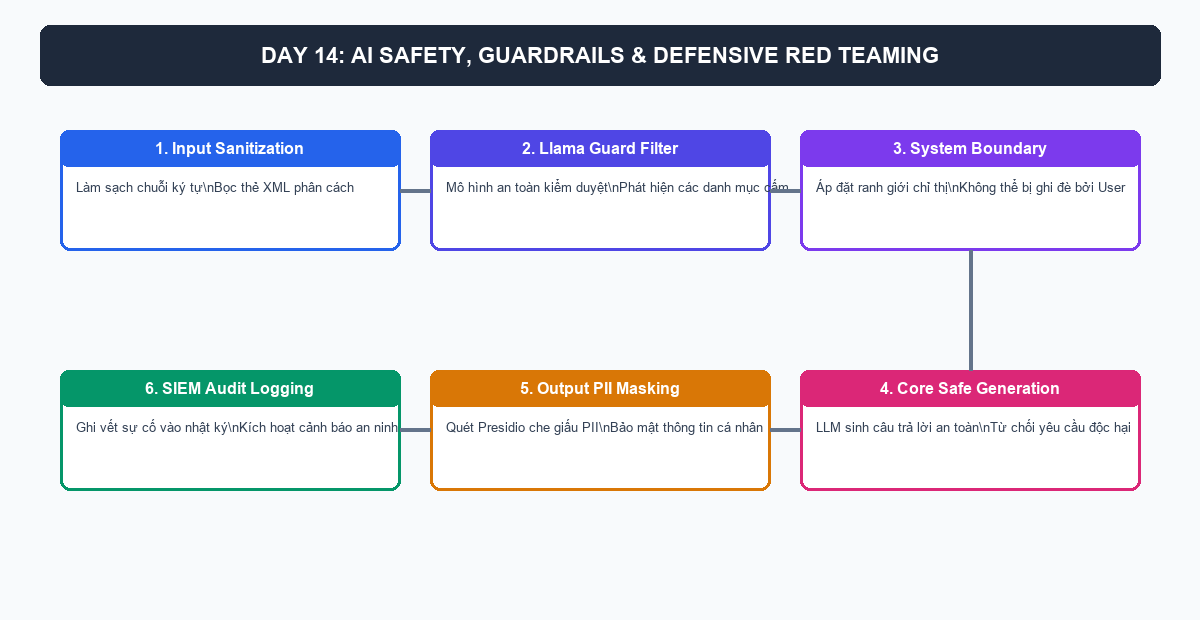 DAY 14: AI SAFETY, GUARDRAILS & DEFENSIVE RED TEAMING
1. Input Sanitization
Làm sạch chuỗi ký tự\nBọc thẻ XML phân cách
2. Llama Guard Filter
Mô hình an toàn kiểm duyệt\nPhát hiện các danh mục cấm
3. System Boundary
Áp đặt ranh giới chỉ thị\nKhông thể bị ghi đè bởi User
6. SIEM Audit Logging
Ghi vết sự cố vào nhật ký\nKích hoạt cảnh báo an ninh
5. Output PII Masking
Quét Presidio che giấu PII\nBảo mật thông tin cá nhân
4. Core Safe Generation
LLM sinh câu trả lời an toàn\nTừ chối yêu cầu độc hại